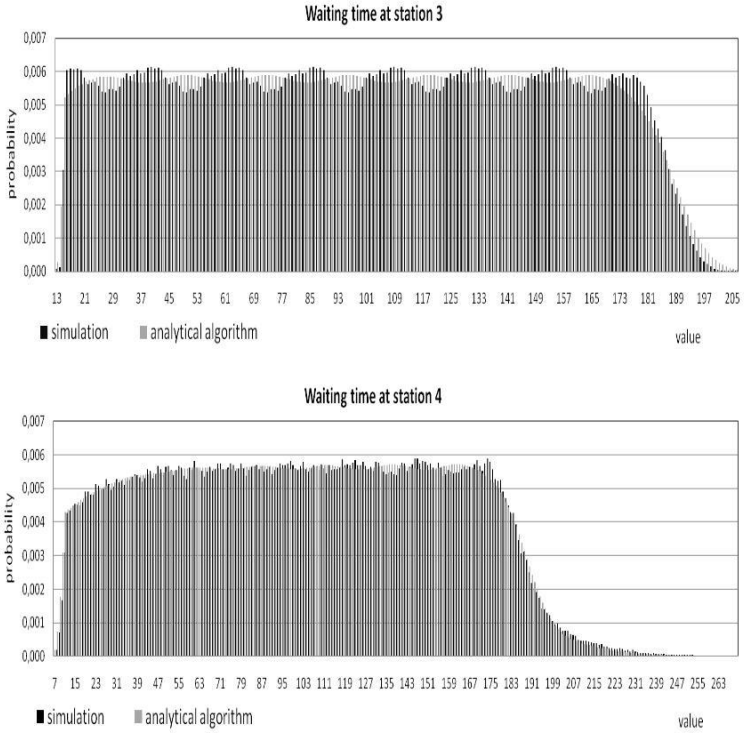 Waiting time at station 3
0,007
0,006
0,005
0,004
0,003
0,002
0,001
0,000
probability
13 21 29 37 45 53 61 69 77 85 93 101 109 117 125 133 141 149 157 165 173 181 189 197 205
simulation analytical algorithm
value
Waiting time at station 4
0,007
0,006
0,005
0,004
0,003
0,002
0,001
0,000
probability
7 15 23 31 39 47 55 63 71 79 87 95 103 111 119 127 135 143 151 159 167 175 183 191 199 207 215 223 231 239 247 255 263
simulation analytical algorithm
value